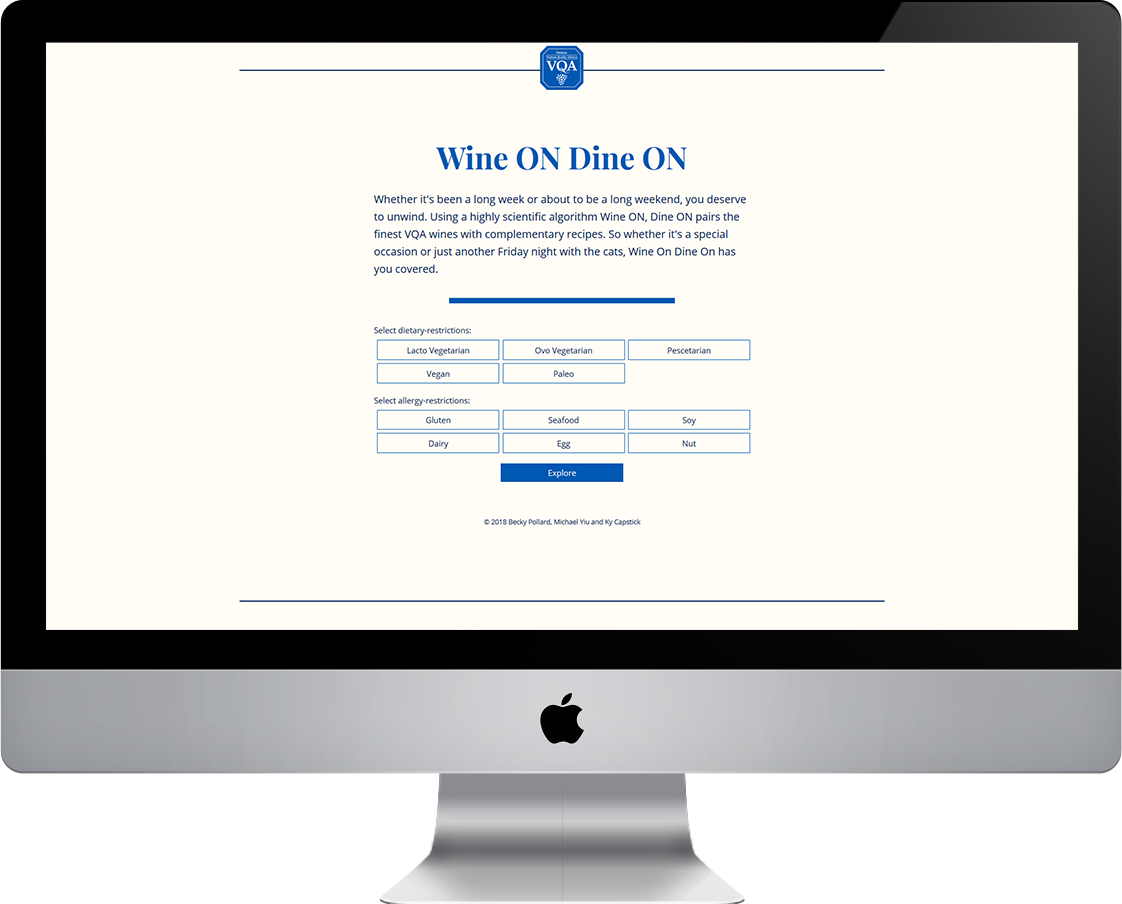 Ontario
VQA
Wine ON Dine ON
Whether it's been a long week or about to be a long weekend, you deserve
to unwind. Using a highly scientific algorithm Wine ON, Dine ON pairs the
finest VQA wines with complementary recipes. So whether it's a special
occasion or just another Friday night with the cats, Wine On Dine On has
you covered.
Select dietary-restrictions:
Lacto Vegetarian Ovo Vegetarian Pescetarian
Vegan Paleo
Select allergy-restrictions:
Gluten Seafood Soy
Dairy Egg Nut
Explore
© 2018 Becky Pollard, Michael Yiu and Ky Capstick